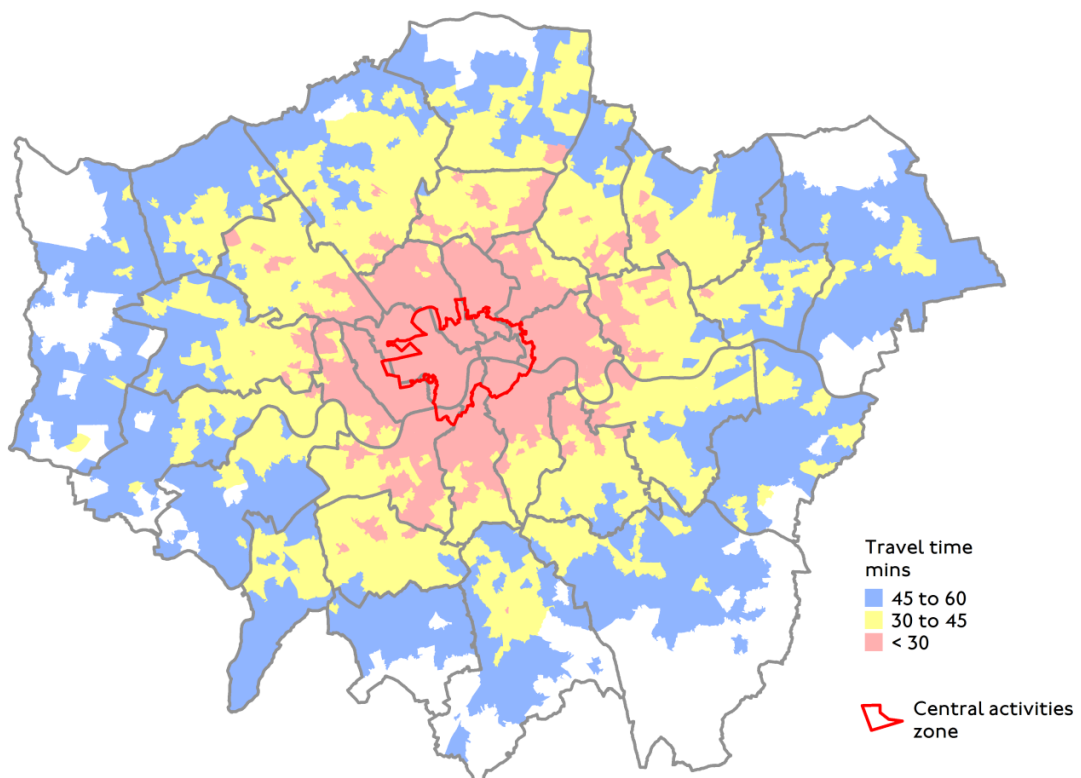 Travel time
mins
45 to 60
30 to 45
< 30
Central activities
zone